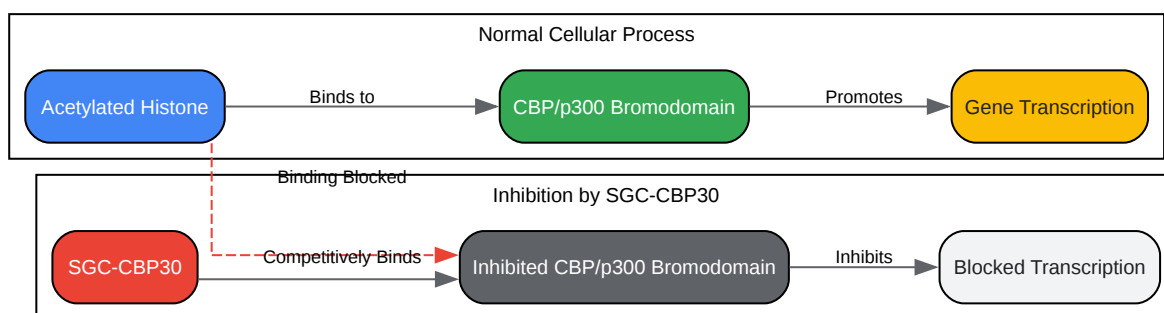 Normal Cellular Process
Acetylated Histone
Binds to
CBP/p300 Bromodomain
Promotes
Gene Transcription
Binding Blocked
Inhibition by SGC-CBP30
SGC-CBP30
Competitively Binds
Inhibited CBP/p300 Bromodomain
Inhibits
Blocked Transcription